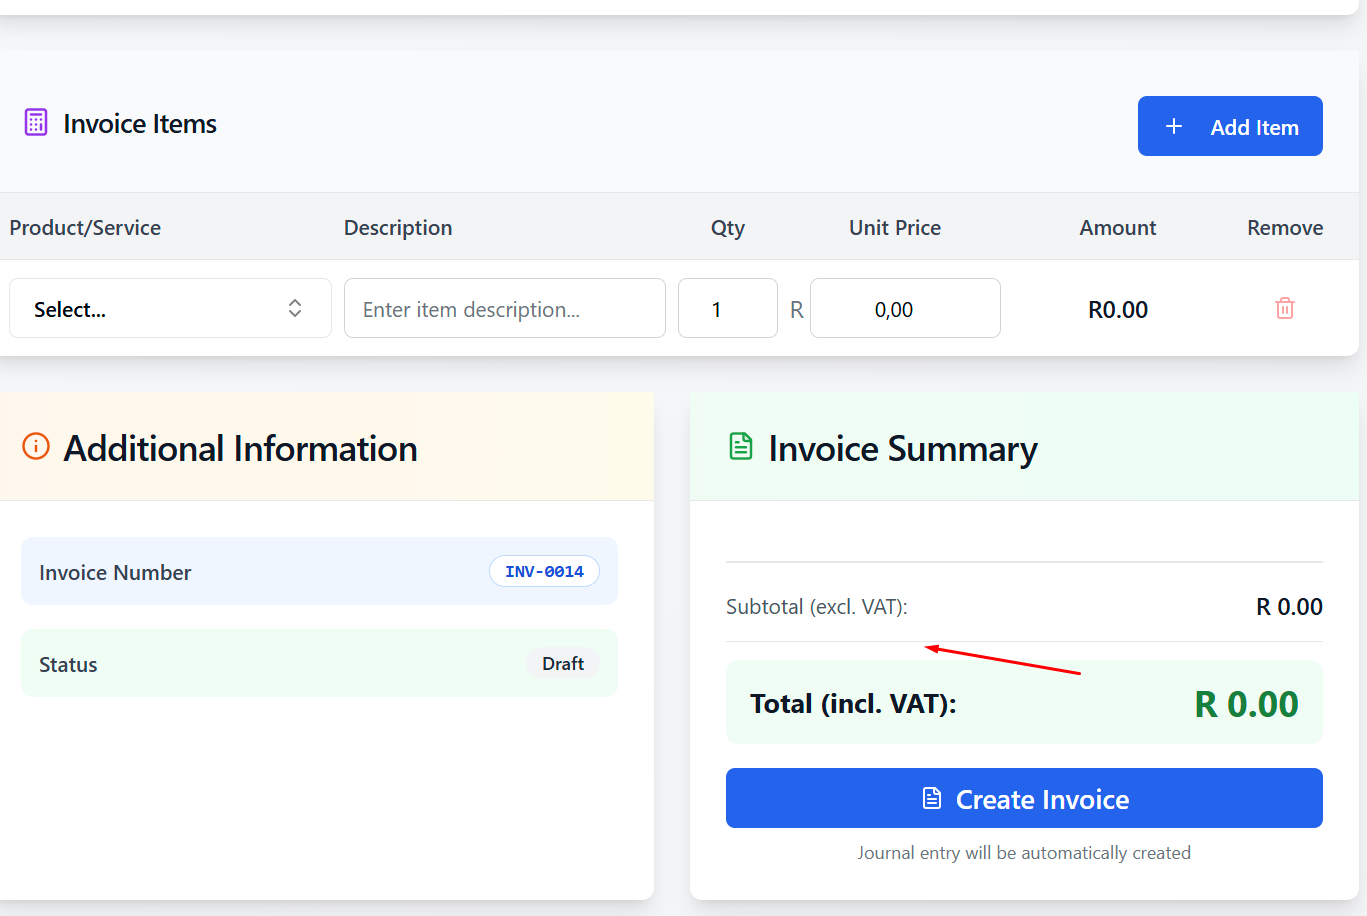 Invoice Items
+ Add Item
Product/Service Description Qty Unit Price Amount Remove
Select... Enter item description... 1 R 0,00 R0.00
Additional Information
Invoice Number INV-0014
Status Draft
Invoice Summary
Subtotal (excl. VAT): R 0.00
Total (incl. VAT): R 0.00
Create Invoice
Journal entry will be automatically created